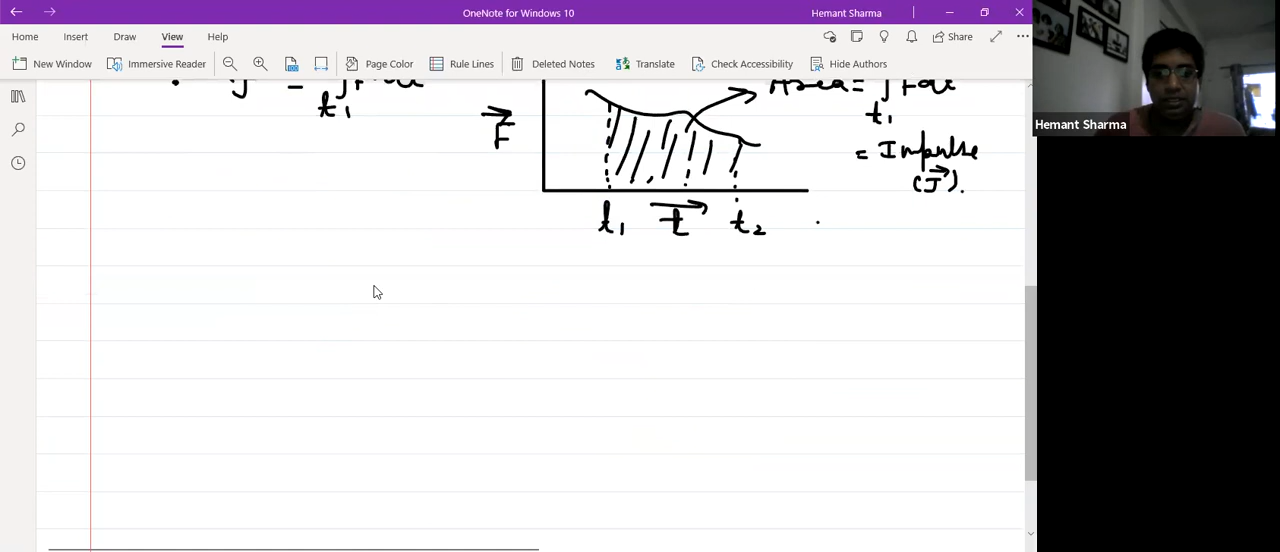 OneNote for Windows 10
Hemant Sharma
Home Insert Draw View Help
Share
New Window Immersive Reader Page Color Rule Lines Deleted Notes Translate Check Accessibility Hide Authors
J = ∫ F dt
t₁
F
Area = ∫ F dt
t₁
= Impulse
(J).
t₁ t t₂
Hemant Sharma